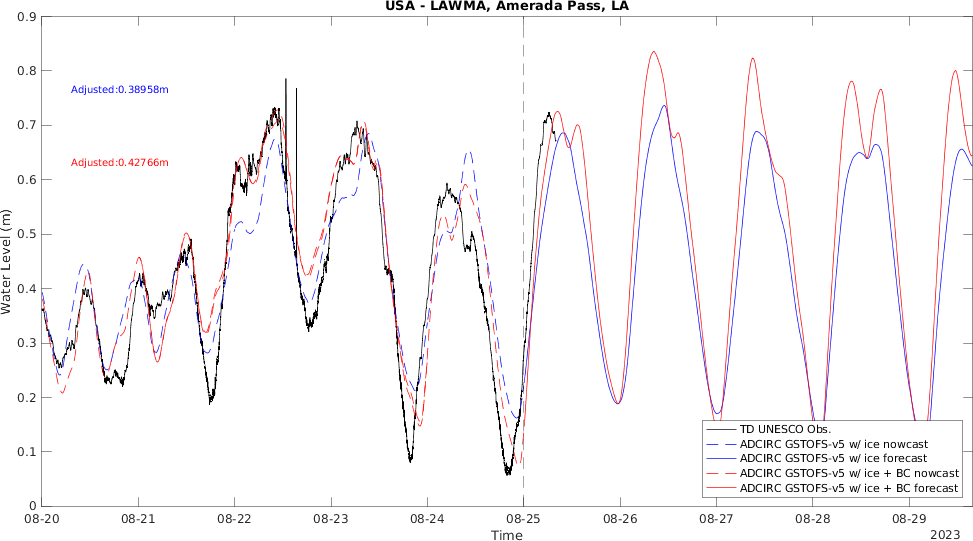 USA - LAWMA, Amerada Pass, LA
0.9
0.8
0.7
0.6
0.5
0.4
0.3
0.2
0.1
0
Water Level (m)
Adjusted:0.38958m
Adjusted:0.42766m
TD UNESCO Obs.
ADCIRC GSTOFS-v5 w/ ice nowcast
ADCIRC GSTOFS-v5 w/ ice forecast
ADCIRC GSTOFS-v5 w/ ice + BC nowcast
ADCIRC GSTOFS-v5 w/ ice + BC forecast
08-20 08-21 08-22 08-23 08-24 08-25 08-26 08-27 08-28 08-29
Time
2023